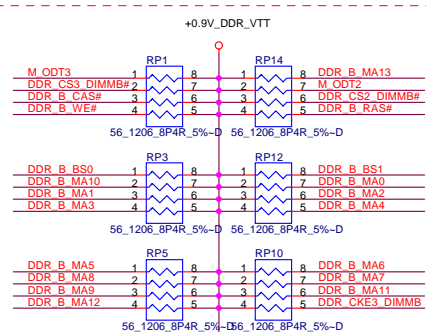 +0.9V_DDR_VTT
RP1 RP14
M_ODT3 1 8 1 8 DDR_B_MA13
DDR_CS3_DIMMB# 2 7 2 7 M_ODT2
DDR_B_CAS# 3 6 3 6 DDR_CS2_DIMMB#
DDR_B_WE# 4 5 4 5 DDR_B_RAS#
56_1206_8P4R_5%~D 56_1206_8P4R_5%~D
RP3 RP12
DDR_B_BS0 1 8 1 8 DDR_B_BS1
DDR_B_MA10 2 7 2 7 DDR_B_MA0
DDR_B_MA1 3 6 3 6 DDR_B_MA2
DDR_B_MA3 4 5 4 5 DDR_B_MA4
56_1206_8P4R_5%~D 56_1206_8P4R_5%~D
RP5 RP10
DDR_B_MA5 1 8 1 8 DDR_B_MA6
DDR_B_MA8 2 7 2 7 DDR_B_MA7
DDR_B_MA9 3 6 3 6 DDR_B_MA11
DDR_B_MA12 4 5 4 5 DDR_CKE3_DIMMB
56_1206_8P4R_5%~D 56_1206_8P4R_5%~D